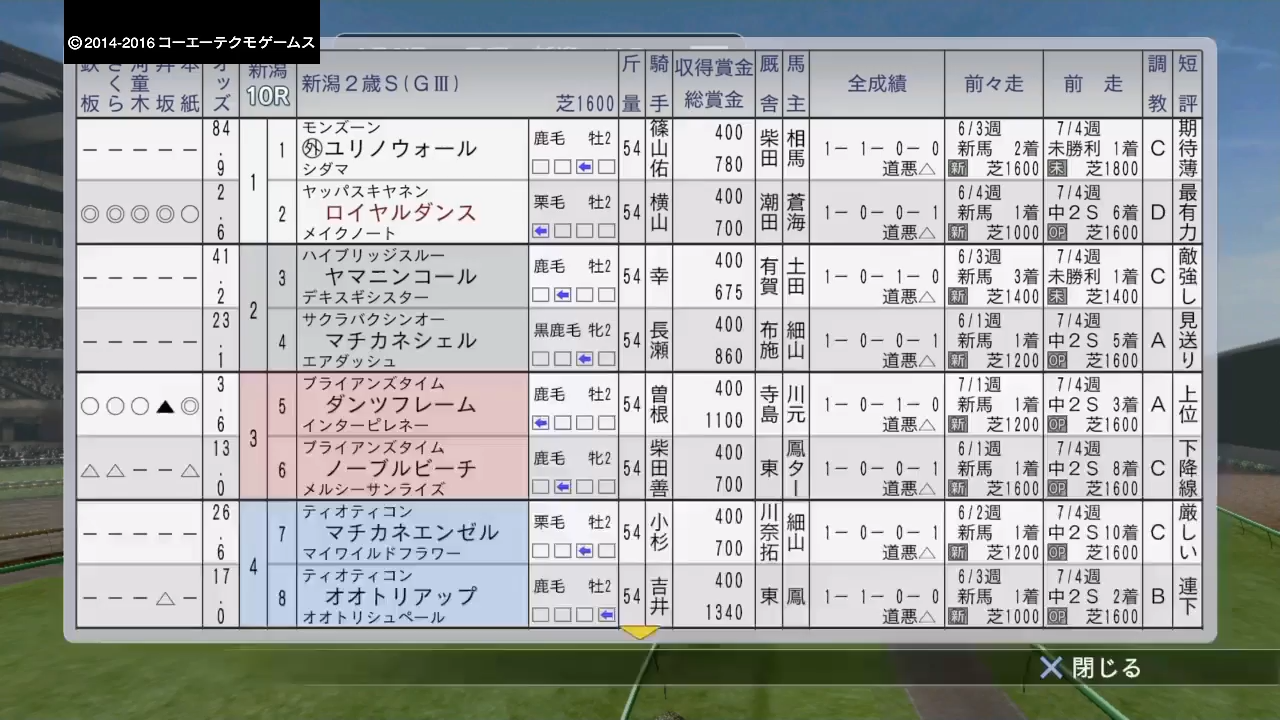 ©2014-2016コーエーテクモゲームス
板 ら 木 坂 紙 オッズ 新潟 10R 新潟２歳Ｓ(ＧⅢ) 芝1600 斤量 騎手 収得賞金 総賞金 厩舎 馬主 全成績 前々走 前 走 調教 短評
－ － － － － 84.9 1 1 モンズーン 鹿毛 牡2 54 篠山佑 400 柴田 相馬 1－ 1－ 0－ 0 6/3週 7/4週 C 期待薄
外ユリノウォール 新馬 2着 未勝利 1着
シダマ 780 道悪△ 新 芝1600 未 芝1800
◎ ◎ ◎ ◎ ○ 2.6 2 ヤッパスキヤネン 栗毛 牡2 54 横山 400 潮田 蒼海 1－ 0－ 0－ 1 6/4週 7/4週 D 最有力
ロイヤルダンス 新馬 1着 中２Ｓ 6着
メイクノート 700 道悪△ 新 芝1000 OP 芝1600
－ － － － － 41.2 2 3 ハイブリッジスルー 鹿毛 牡2 54 幸 400 有賀 土田 1－ 0－ 1－ 0 6/3週 7/4週 C 敵強し
ヤマニンコール 新馬 3着 未勝利 1着
デキスギシスター 675 道悪△ 新 芝1400 未 芝1400
－ － － － － 23.1 4 サクラバクシンオー 黒鹿毛 牝2 54 長瀬 400 布施 細山 1－ 0－ 0－ 1 6/1週 7/4週 A 見送り
マチカネシェル 新馬 1着 中２Ｓ 5着
エアダッシュ 860 道悪△ 新 芝1200 OP 芝1600
○ ○ ○ ▲ ◎ 3.6 3 5 ブライアンズタイム 鹿毛 牡2 54 曽根 400 寺島 川元 1－ 0－ 1－ 0 7/1週 7/4週 A 上位
ダンツフレーム 新馬 1着 中２Ｓ 3着
インターピレネー 1100 道悪△ 新 芝1200 OP 芝1600
△ △ － － △ 13.0 6 ブライアンズタイム 鹿毛 牝2 54 柴田善 400 東 鳳ター 1－ 0－ 0－ 1 6/1週 7/4週 C 下降線
ノーブルビーチ 新馬 1着 中２Ｓ 8着
メルシーサンライズ 700 道悪△ 新 芝1600 OP 芝1600
－ － － － － 26.6 4 7 ティオティコン 栗毛 牡2 54 小杉 400 川奈拓 細山 1－ 0－ 0－ 1 6/2週 7/4週 C 厳しい
マチカネエンゼル 新馬 1着 中２Ｓ 10着
マイワイルドフラワー 700 道悪△ 新 芝1200 OP 芝1600
－ － － △ － 17.0 8 ティオティコン 鹿毛 牡2 54 吉井 400 東 鳳 1－ 1－ 0－ 0 6/3週 7/4週 B 連下
オオトリアップ 新馬 1着 中２Ｓ 2着
オオトリシュペール 1340 道悪△ 新 芝1000 OP 芝1600
閉じる